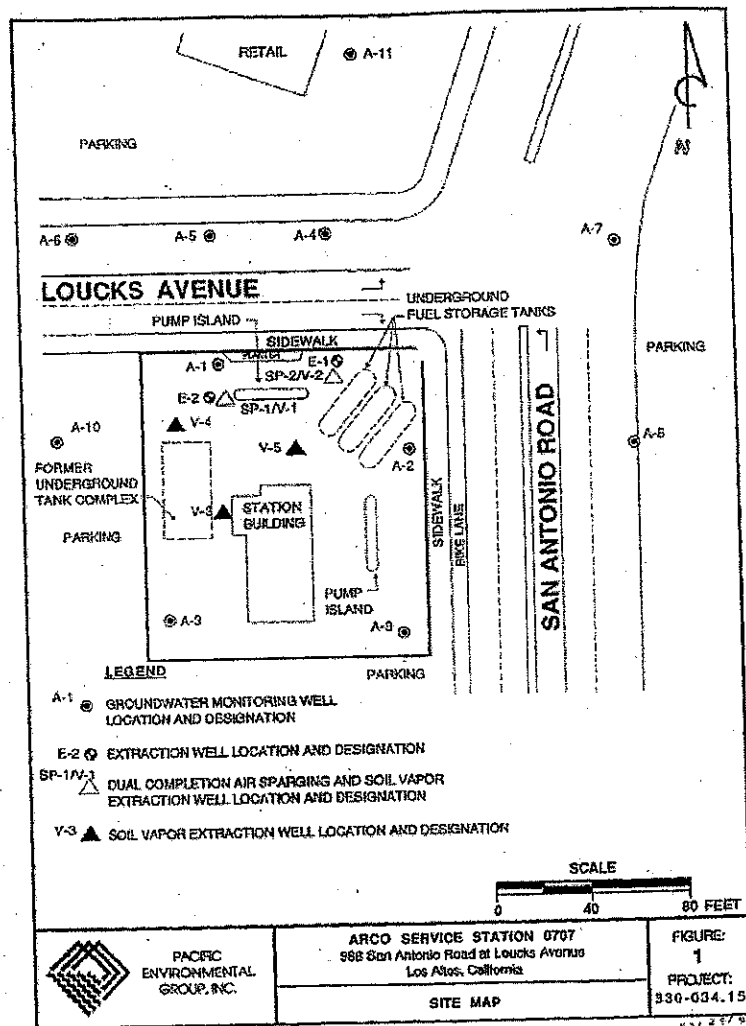 RETAIL
A-11
PARKING
N
A-6
A-5
A-4
A-7
LOUCKS AVENUE
UNDERGROUND
FUEL STORAGE TANKS
PUMP ISLAND
SIDEWALK
PARKING
A-1
E-1
SP-2/V-2
E-2
SP-1/V-1
V-4
A-10
V-5
A-2
FORMER
UNDERGROUND
TANK COMPLEX
V-3
STATION
BUILDING
PARKING
SIDEWALK
BIKE LANE
SAN ANTONIO ROAD
PUMP
ISLAND
A-3
PARKING
LEGEND
A-1 GROUNDWATER MONITORING WELL
LOCATION AND DESIGNATION
E-2 EXTRACTION WELL LOCATION AND DESIGNATION
SP-1/V-1 DUAL COMPLETION AIR SPARGING AND SOIL VAPOR
EXTRACTION WELL LOCATION AND DESIGNATION
V-3 SOIL VAPOR EXTRACTION WELL LOCATION AND DESIGNATION
SCALE
0 40 80 FEET
PACIFIC
ENVIRONMENTAL
GROUP, INC.
ARCO SERVICE STATION 0707
988 San Antonio Road at Loucks Avenue
Los Altos, California
SITE MAP
FIGURE:
1
PROJECT:
330-034.15